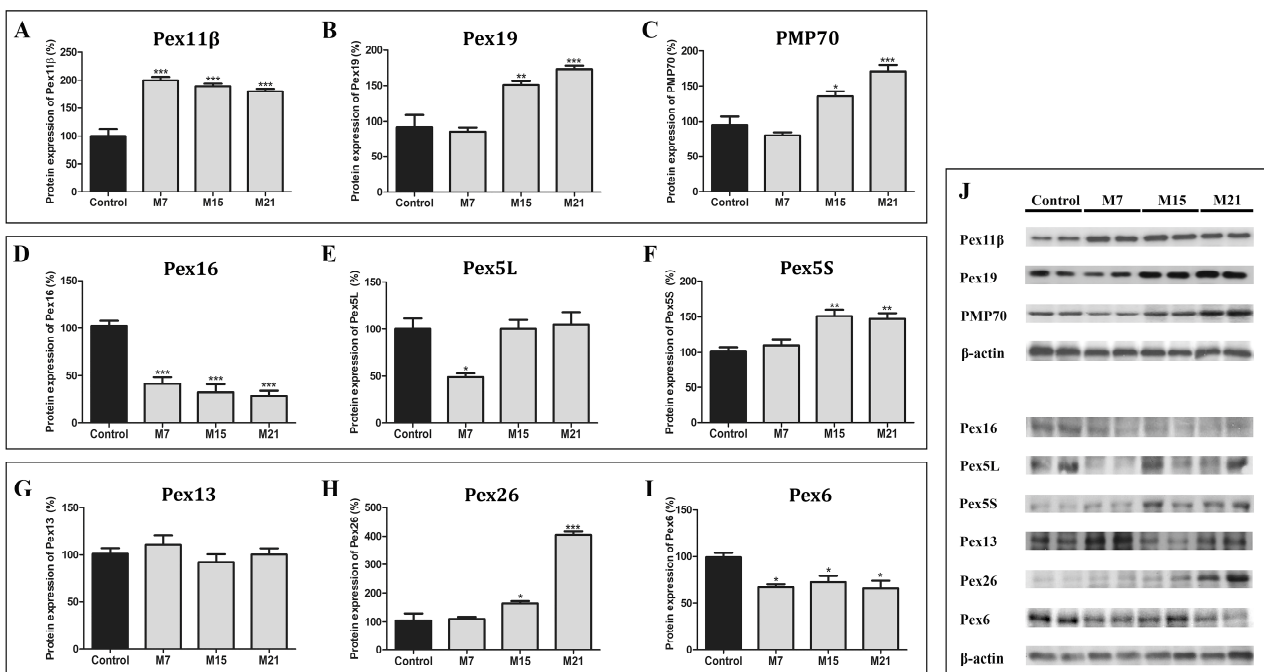 A
Pex11β
Protein expression of Pex11β (%)
250
200
150
100
50
0
***
***
***
Control M7 M15 M21
B
Pex19
Protein expression of Pex19 (%)
200
150
100
50
0
**
***
Control M7 M15 M21
C
PMP70
Protein expression of PMP70 (%)
200
150
100
50
0
*
***
Control M7 M15 M21
D
Pex16
Protein expression of Pex16 (%)
150
100
50
0
***
***
***
Control M7 M15 M21
E
Pex5L
Protein expression of Pex5L (%)
150
100
50
0
*
Control M7 M15 M21
F
Pex5S
Protein expression of Pex5S (%)
200
150
100
50
0
**
**
Control M7 M15 M21
G
Pex13
Protein expression of Pex13 (%)
150
100
50
0
Control M7 M15 M21
H
Pex26
Protein expression of Pex26 (%)
500
400
300
200
100
0
*
***
Control M7 M15 M21
I
Pex6
Protein expression of Pex6 (%)
150
100
50
0
*
*
*
Control M7 M15 M21
J
Control M7 M15 M21
Pex11β
Pex19
PMP70
β-actin
Pex16
Pex5L
Pex5S
Pex13
Pex26
Pex6
β-actin